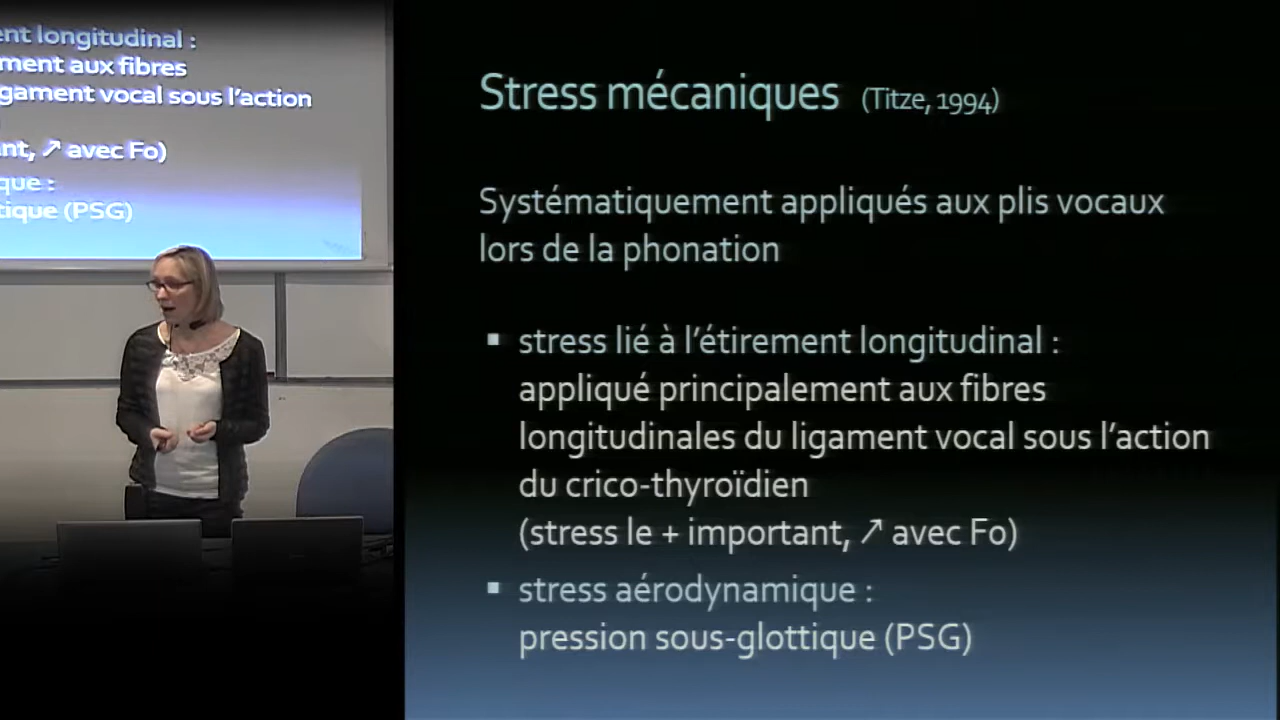 ent longitudinal :
ment aux fibres
gament vocal sous l'action
nt, ↗ avec Fo)
que :
tique (PSG)
Stress mécaniques (Titze, 1994)
Systématiquement appliqués aux plis vocaux
lors de la phonation
▪ stress lié à l'étirement longitudinal :
appliqué principalement aux fibres
longitudinales du ligament vocal sous l'action
du crico-thyroïdien
(stress le + important, ↗ avec Fo)
▪ stress aérodynamique :
pression sous-glottique (PSG)